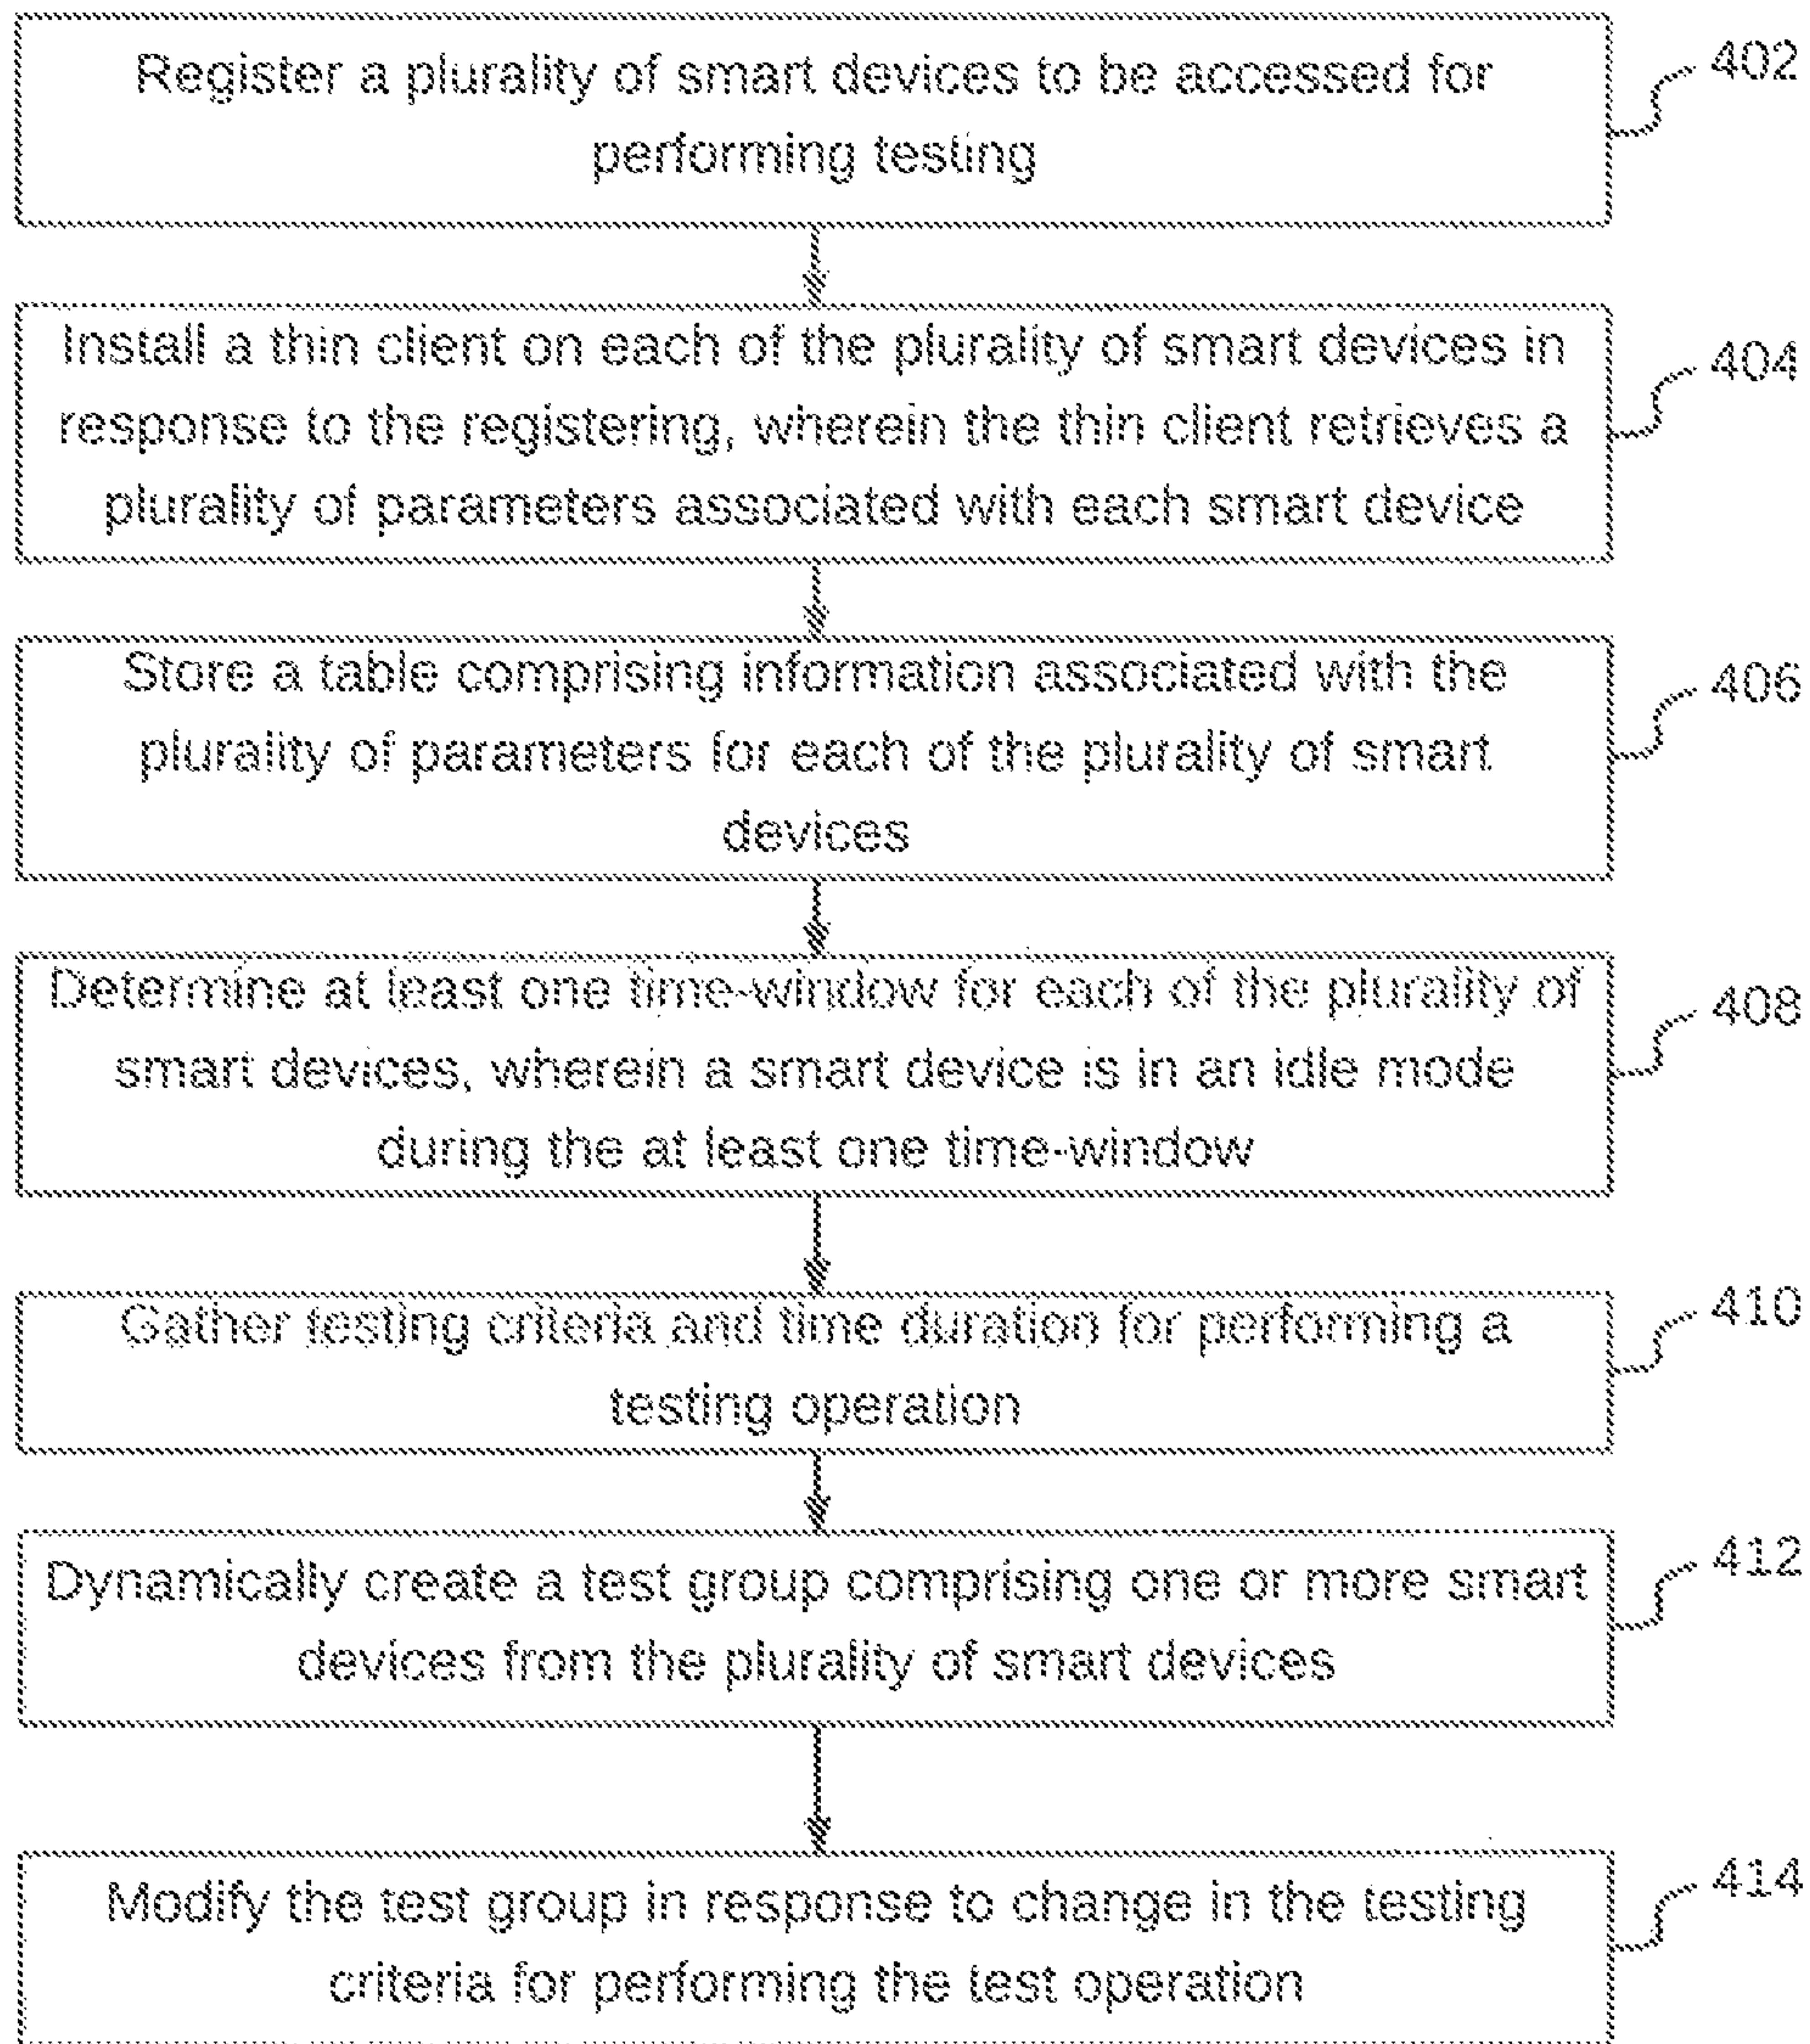 Register a plurality of smart devices to be accessed for
performing testing
402
Install a thin client on each of the plurality of smart devices in
response to the registering, wherein the thin client retrieves a
plurality of parameters associated with each smart device
404
Store a table comprising information associated with the
plurality of parameters for each of the plurality of smart
devices
406
Determine at least one time-window for each of the plurality of
smart devices, wherein a smart device is in an idle mode
during the at least one time-window
408
Gather testing criteria and time duration for performing a
testing operation
410
Dynamically create a test group comprising one or more smart
devices from the plurality of smart devices
412
Modify the test group in response to change in the testing
criteria for performing the test operation
414